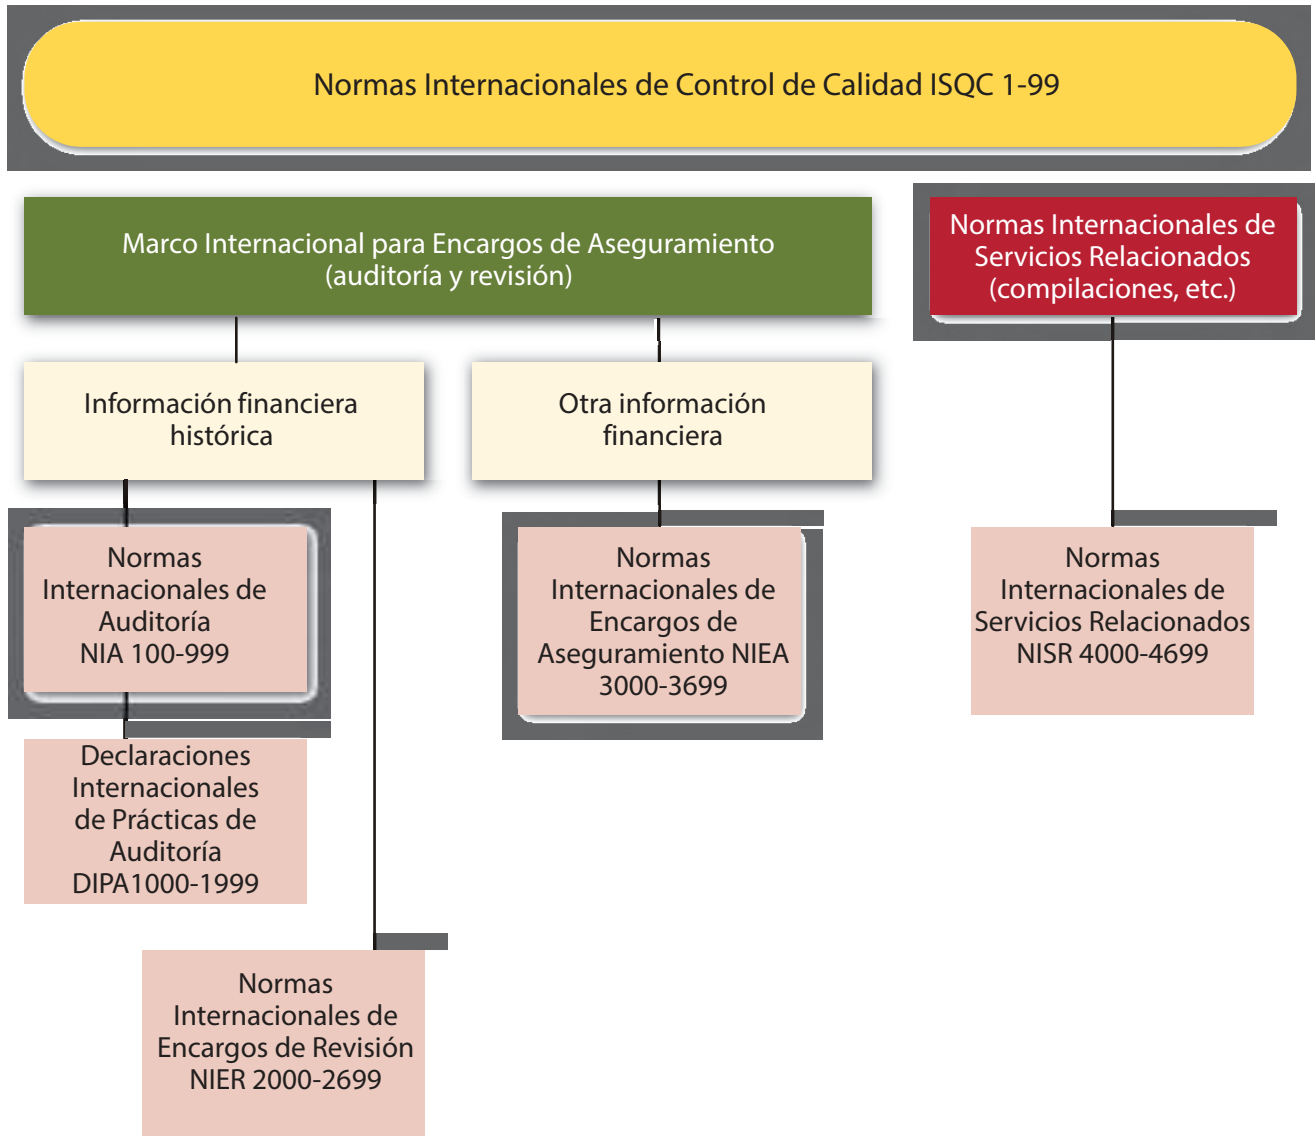 Normas Internacionales de Control de Calidad ISQC 1-99
Marco Internacional para Encargos de Aseguramiento
(auditoría y revisión)
Normas Internacionales de
Servicios Relacionados
(compilaciones, etc.)
Información financiera
histórica
Otra información
financiera
Normas
Internacionales de
Auditoría
NIA 100-999
Normas
Internacionales de
Encargos de
Aseguramiento NIEA
3000-3699
Normas
Internacionales de
Servicios Relacionados
NISR 4000-4699
Declaraciones
Internacionales
de Prácticas de
Auditoría
DIPA1000-1999
Normas
Internacionales de
Encargos de Revisión
NIER 2000-2699